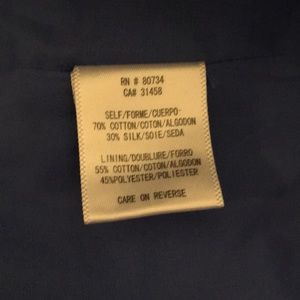 RN # 80734
CA# 31458
SELF/FORME/CUERPO-
70% COTTON/COTON/ALGODON
30% SILK/SOIE/SEDA
LINING/DOUBLURE/FORRO
55% COTTON/COTON/ALGODON
45%POLYESTER/POLIESTER
CARE ON REVERSE